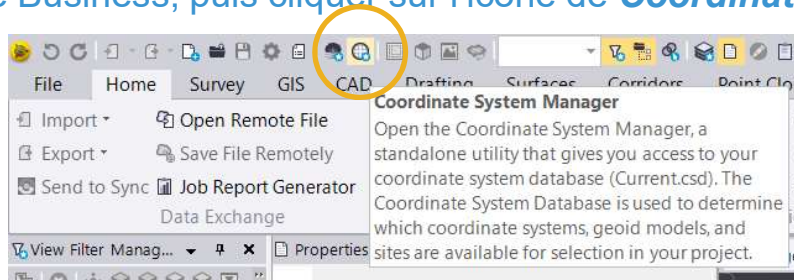 Business, puis cliquer sur l'icône de Coordinat
File Home Survey GIS CAD Drafting Surfaces Corridors Point Clo
Import
Open Remote File
Export
Save File Remotely
Send to Sync
Job Report Generator
Data Exchange
Coordinate System Manager
Open the Coordinate System Manager, a
standalone utility that gives you access to your
coordinate system database (Current.csd). The
Coordinate System Database is used to determine
which coordinate systems, geoid models, and
sites are available for selection in your project.
View Filter Manag...
Properties